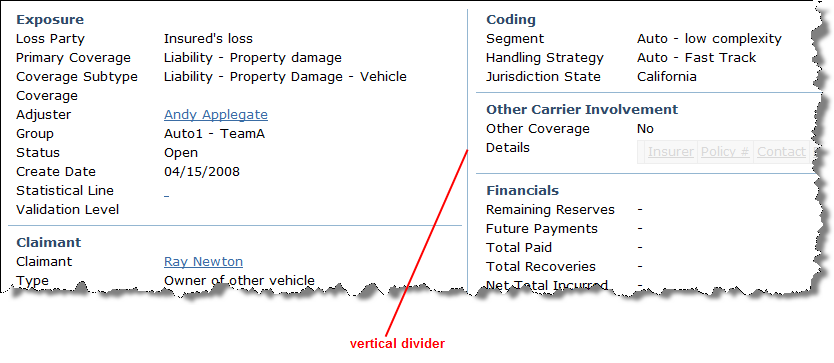 Exposure
Loss Party Insured's loss
Primary Coverage Liability - Property damage
Coverage Subtype Liability - Property Damage - Vehicle
Coverage
Adjuster Andy Applegate
Group Auto1 - TeamA
Status Open
Create Date 04/15/2008
Statistical Line -
Validation Level
Claimant
Claimant Ray Newton
Type Owner of other vehicle
Coding
Segment Auto - low complexity
Handling Strategy Auto - Fast Track
Jurisdiction State California
Other Carrier Involvement
Other Coverage No
Details Insurer Policy # Contact
Financials
Remaining Reserves -
Future Payments -
Total Paid -
Total Recoveries -
Net Total Incurred -
vertical divider